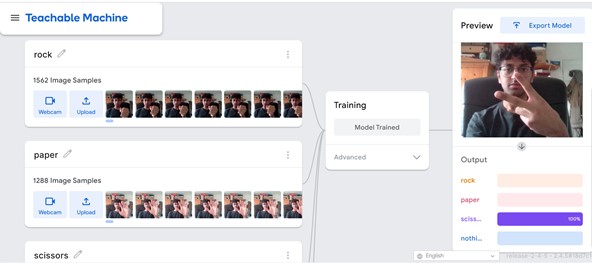 Teachable Machine
rock
1562 Image Samples
Webcam
Upload
paper
1288 Image Samples
Webcam
Upload
scissors
Training
Model Trained
Advanced
Preview
Export Model
Output
rock
paper
sciss...
100%
nothi...
English